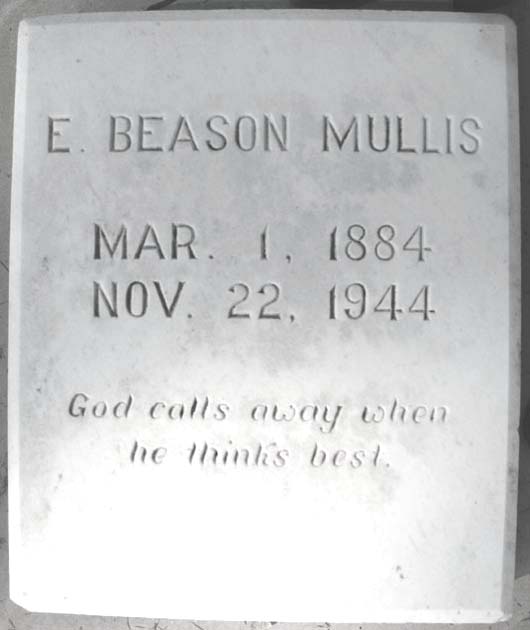 E. BEASON MULLIS
MAR. 1, 1884
NOV. 22, 1944
God calls away when
he thinks best.